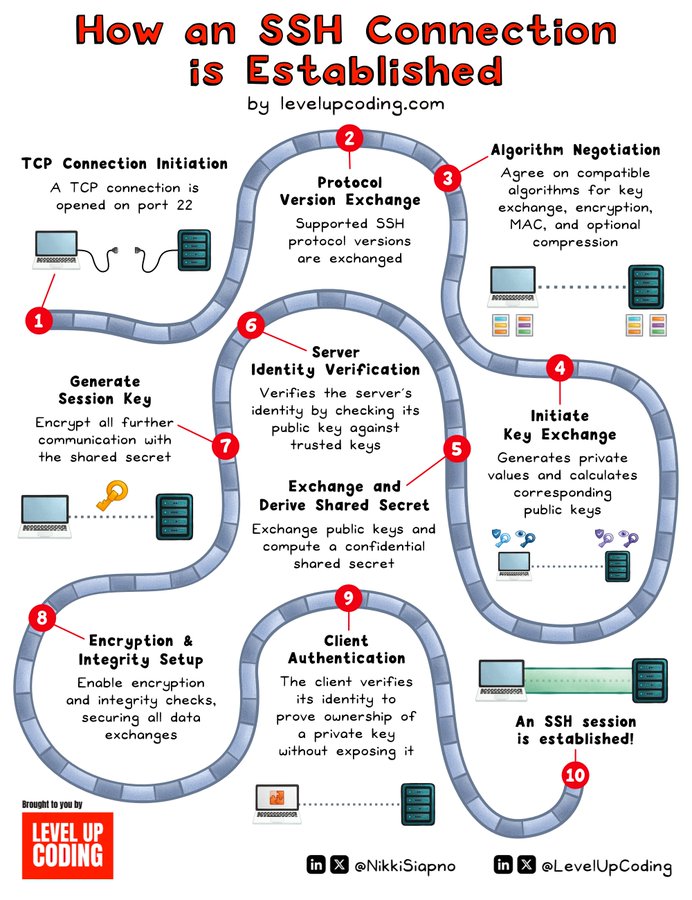 How an SSH Connection
is Established
by levelupcoding.com
1
TCP Connection Initiation
A TCP connection is
opened on port 22
2
Protocol
Version Exchange
Supported SSH
protocol versions
are exchanged
3
Algorithm Negotiation
Agree on compatible
algorithms for key
exchange, encryption,
MAC, and optional
compression
4
Initiate
Key Exchange
Generates private
values and calculates
corresponding
public keys
5
Exchange and
Derive Shared Secret
Exchange public keys and
compute a confidential
shared secret
6
Server
Identity Verification
Verifies the server's
identity by checking its
public key against
trusted keys
7
Generate
Session Key
Encrypt all further
communication with
the shared secret
8
Encryption &
Integrity Setup
Enable encryption
and integrity checks,
securing all data
exchanges
9
Client
Authentication
The client verifies
its identity to
prove ownership of
a private key
without exposing it
An SSH session
is established!
10
Brought to you by
LEVEL UP
CODING
in X @NikkiSiapno
in X @LevelUpCoding